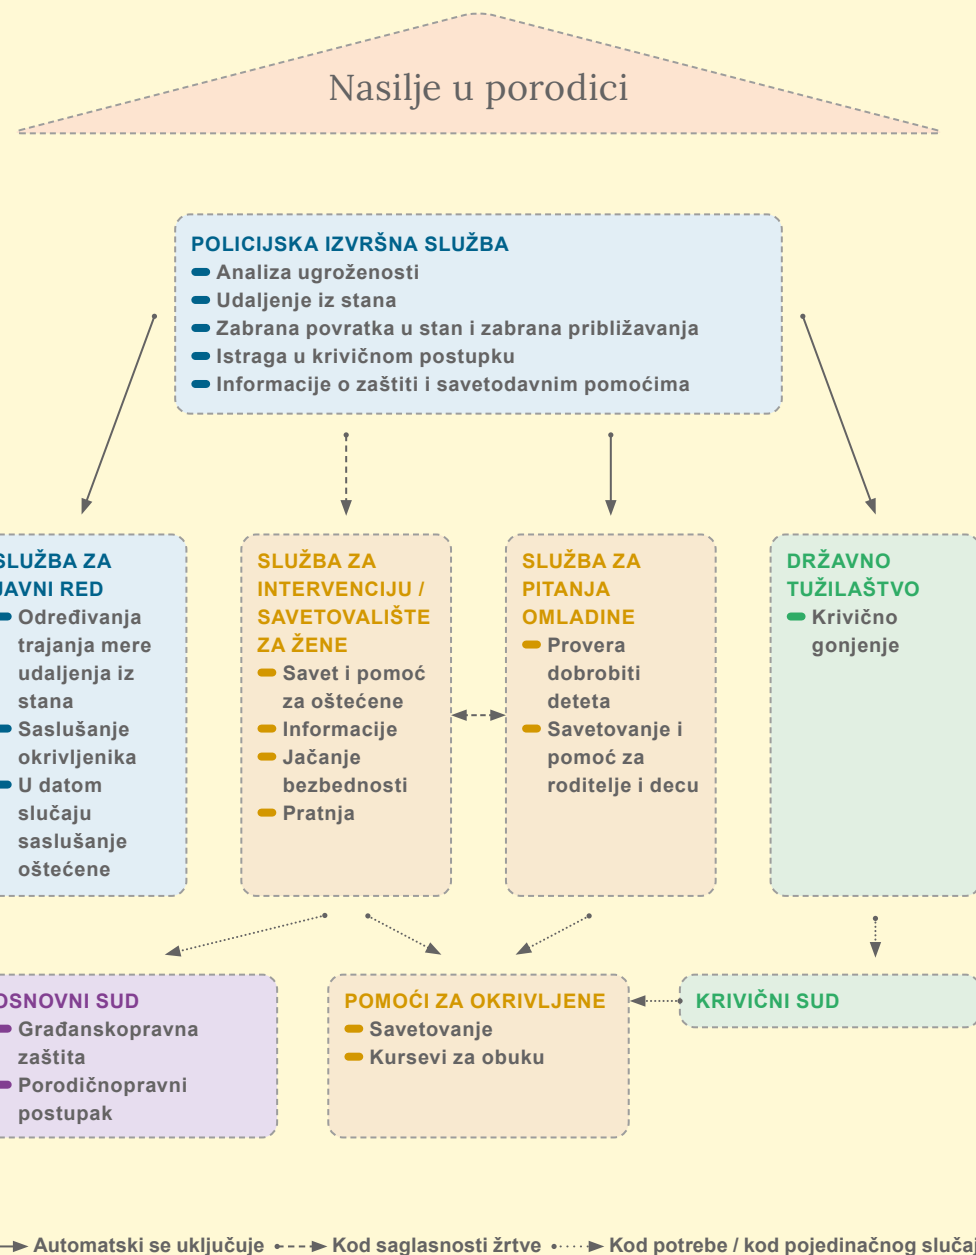 Nasilje u porodici
POLICIJSKA IZVRŠNA SLUŽBA
Analiza ugroženosti
Udaljenje iz stana
Zabrana povratka u stan i zabrana približavanja
Istraga u krivičnom postupku
Informacije o zaštiti i savetodavnim pomoćima
SLUŽBA ZA
JAVNI RED
Određivanja
trajanja mere
udaljenja iz
stana
Saslušanje
okrivljenika
U datom
slučaju
saslušanje
oštećene
SLUŽBA ZA
INTERVENCIJU /
SAVETOVALIŠTE
ZA ŽENE
Savet i pomoć
za oštećene
Informacije
Jačanje
bezbednosti
Pratnja
SLUŽBA ZA
PITANJA
OMLADINE
Provera
dobrobiti
deteta
Savetovanje i
pomoć za
roditelje i decu
DRŽAVNO
TUŽILAŠTVO
Krivično
gonjenje
OSNOVNI SUD
Građanskopravna
zaštita
Porodičnopravni
postupak
POMOĆI ZA OKRIVLJENE
Savetovanje
Kursevi za obuku
KRIVIČNI SUD
Automatski se uključuje Kod saglasnosti žrtve Kod potrebe / kod pojedinačnog sluča